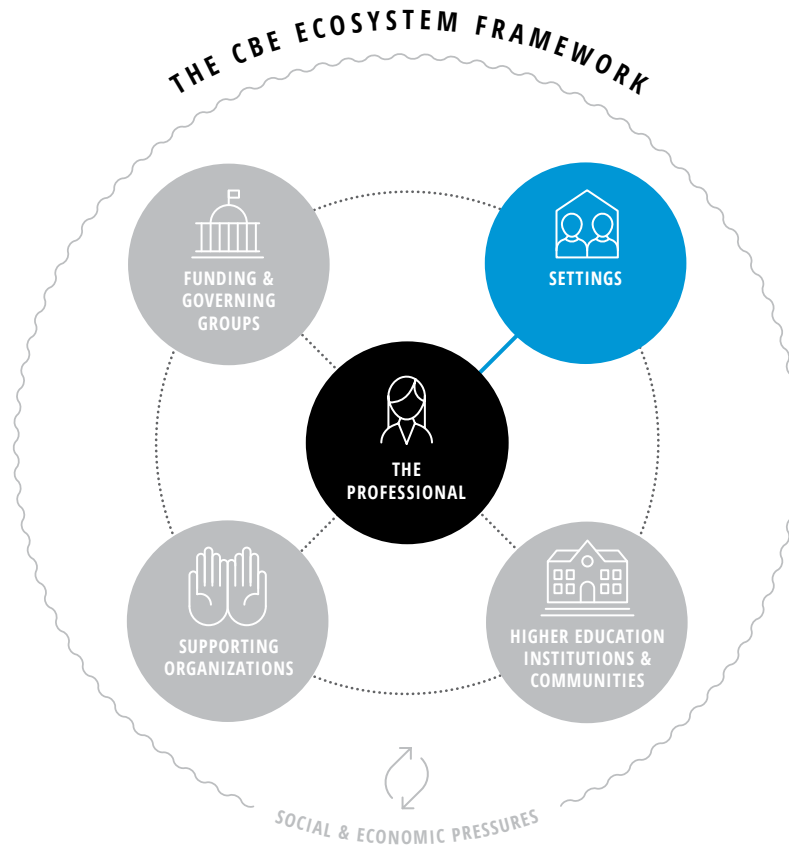 THE CBE ECOSYSTEM FRAMEWORK
FUNDING &
GOVERNING
GROUPS
SETTINGS
THE
PROFESSIONAL
SUPPORTING
ORGANIZATIONS
HIGHER EDUCATION
INSTITUTIONS &
COMMUNITIES
SOCIAL & ECONOMIC PRESSURES